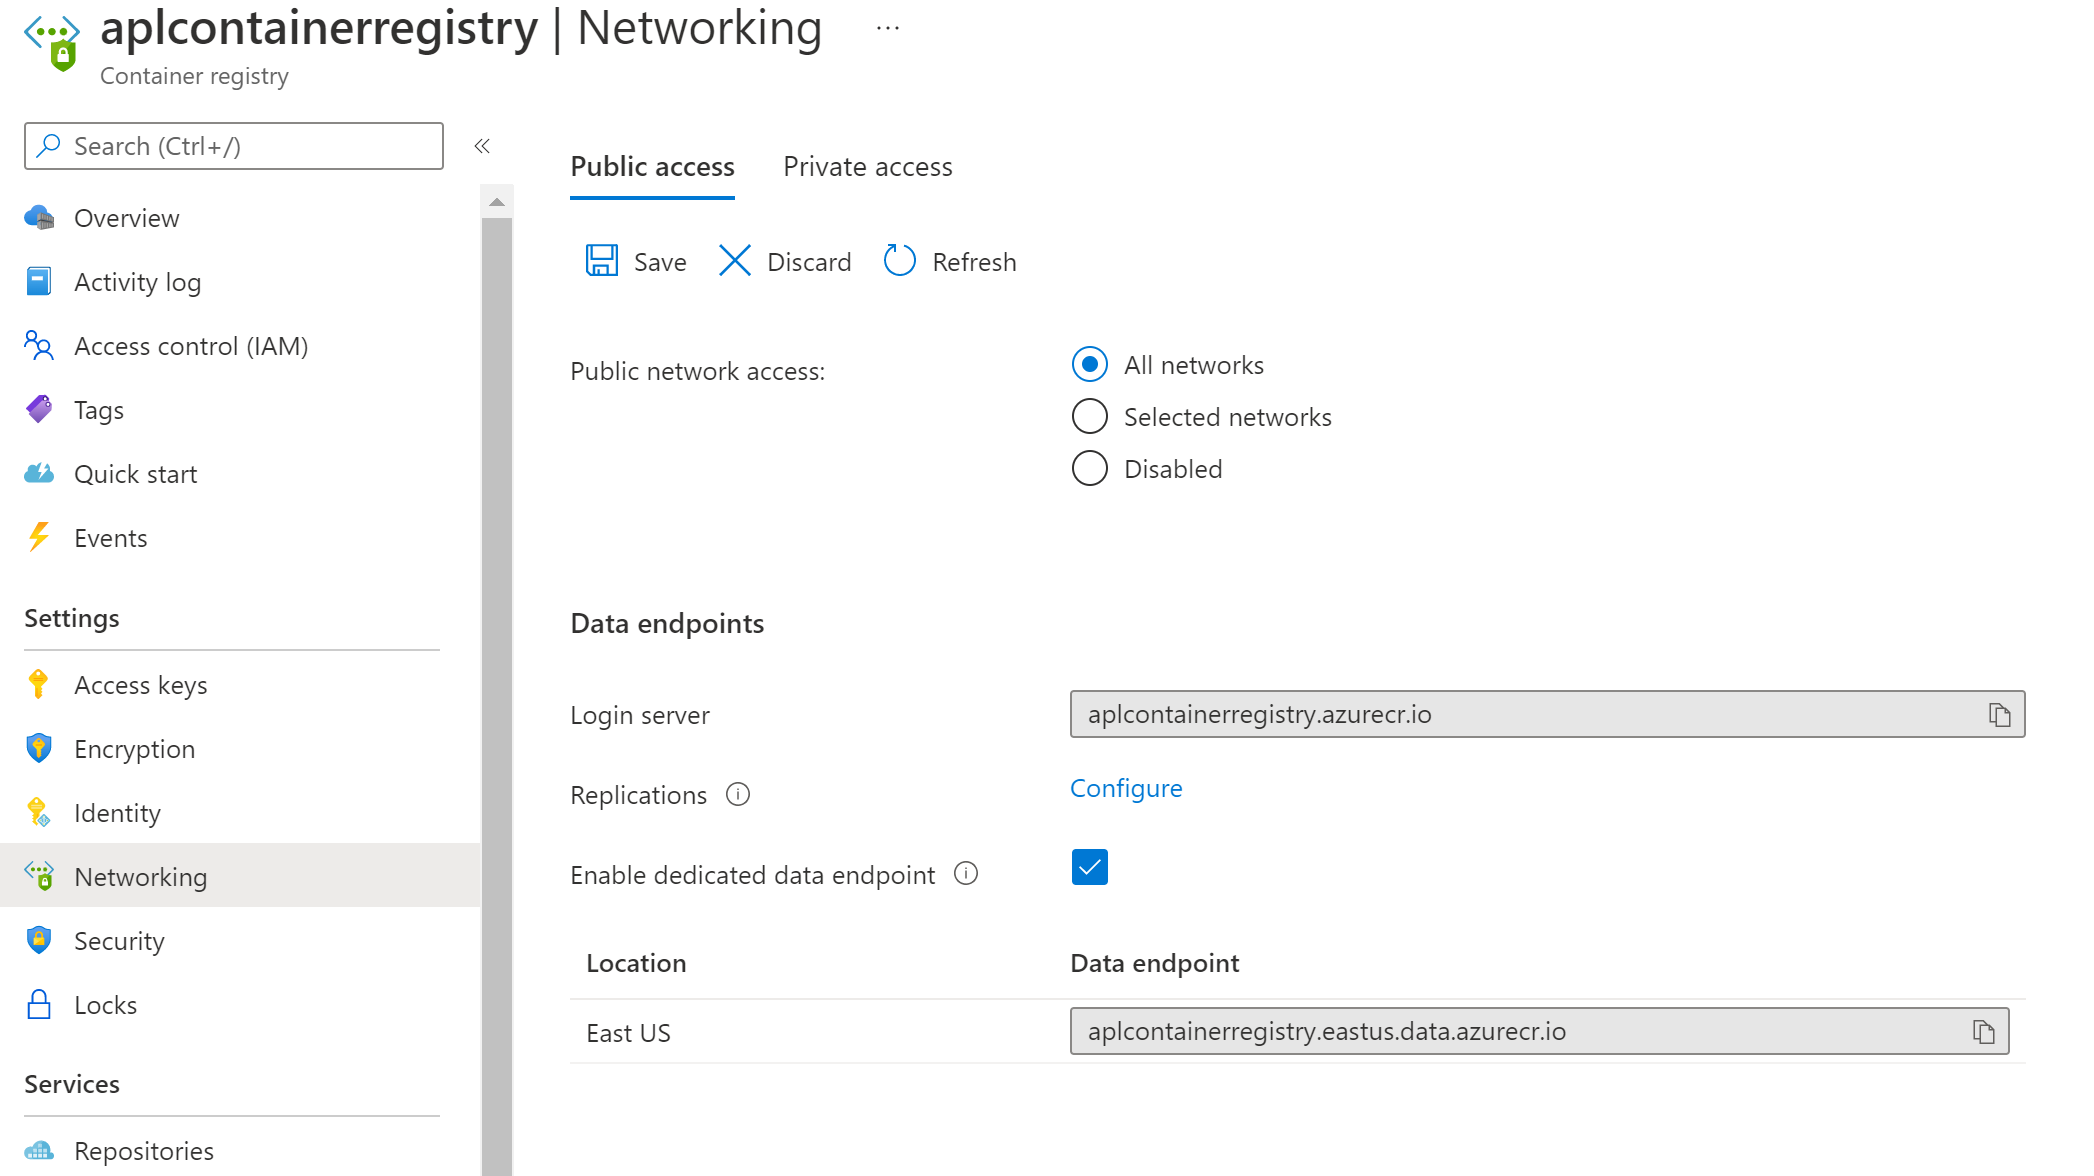 aplcontainerregistry | Networking ...
Container registry
Search (Ctrl+/)
Overview
Activity log
Access control (IAM)
Tags
Quick start
Events
Settings
Access keys
Encryption
Identity
Networking
Security
Locks
Services
Repositories
Public access Private access
Save Discard Refresh
Public network access:
All networks
Selected networks
Disabled
Data endpoints
Login server aplcontainerregistry.azurecr.io
Replications Configure
Enable dedicated data endpoint
Location Data endpoint
East US aplcontainerregistry.eastus.data.azurecr.io